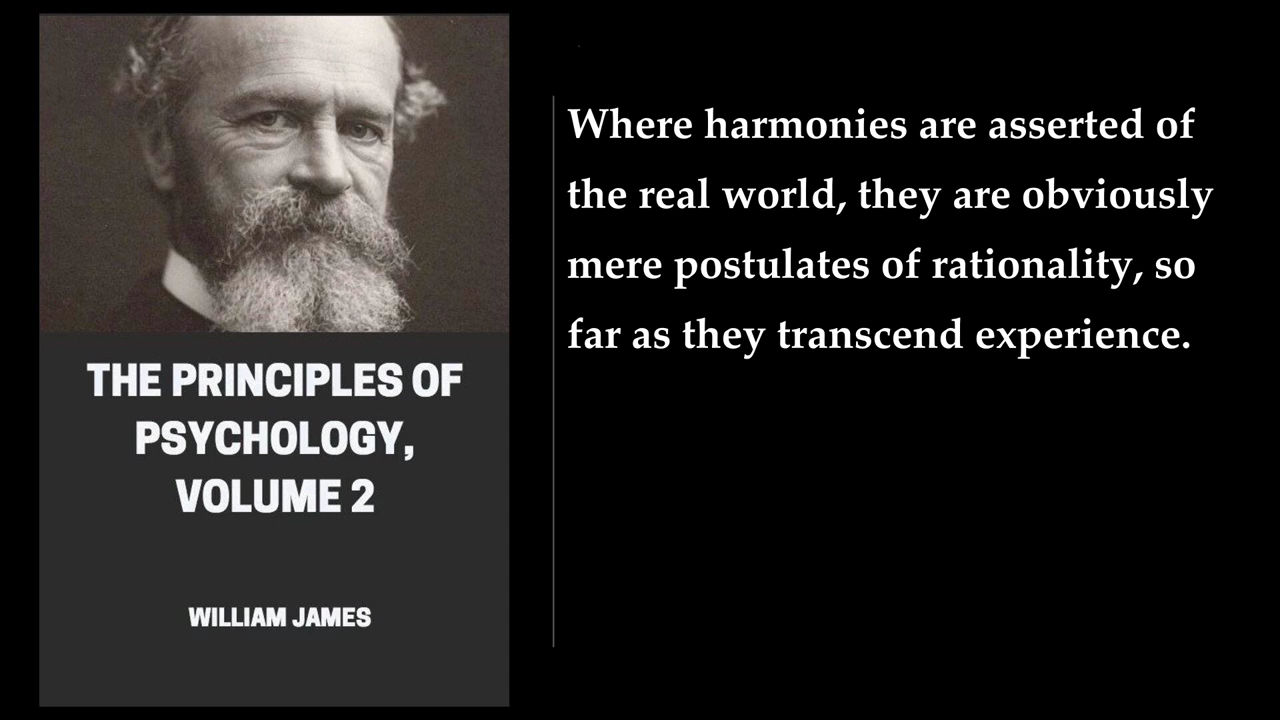 THE PRINCIPLES OF
PSYCHOLOGY,
VOLUME 2
WILLIAM JAMES
Where harmonies are asserted of
the real world, they are obviously
mere postulates of rationality, so
far as they transcend experience.